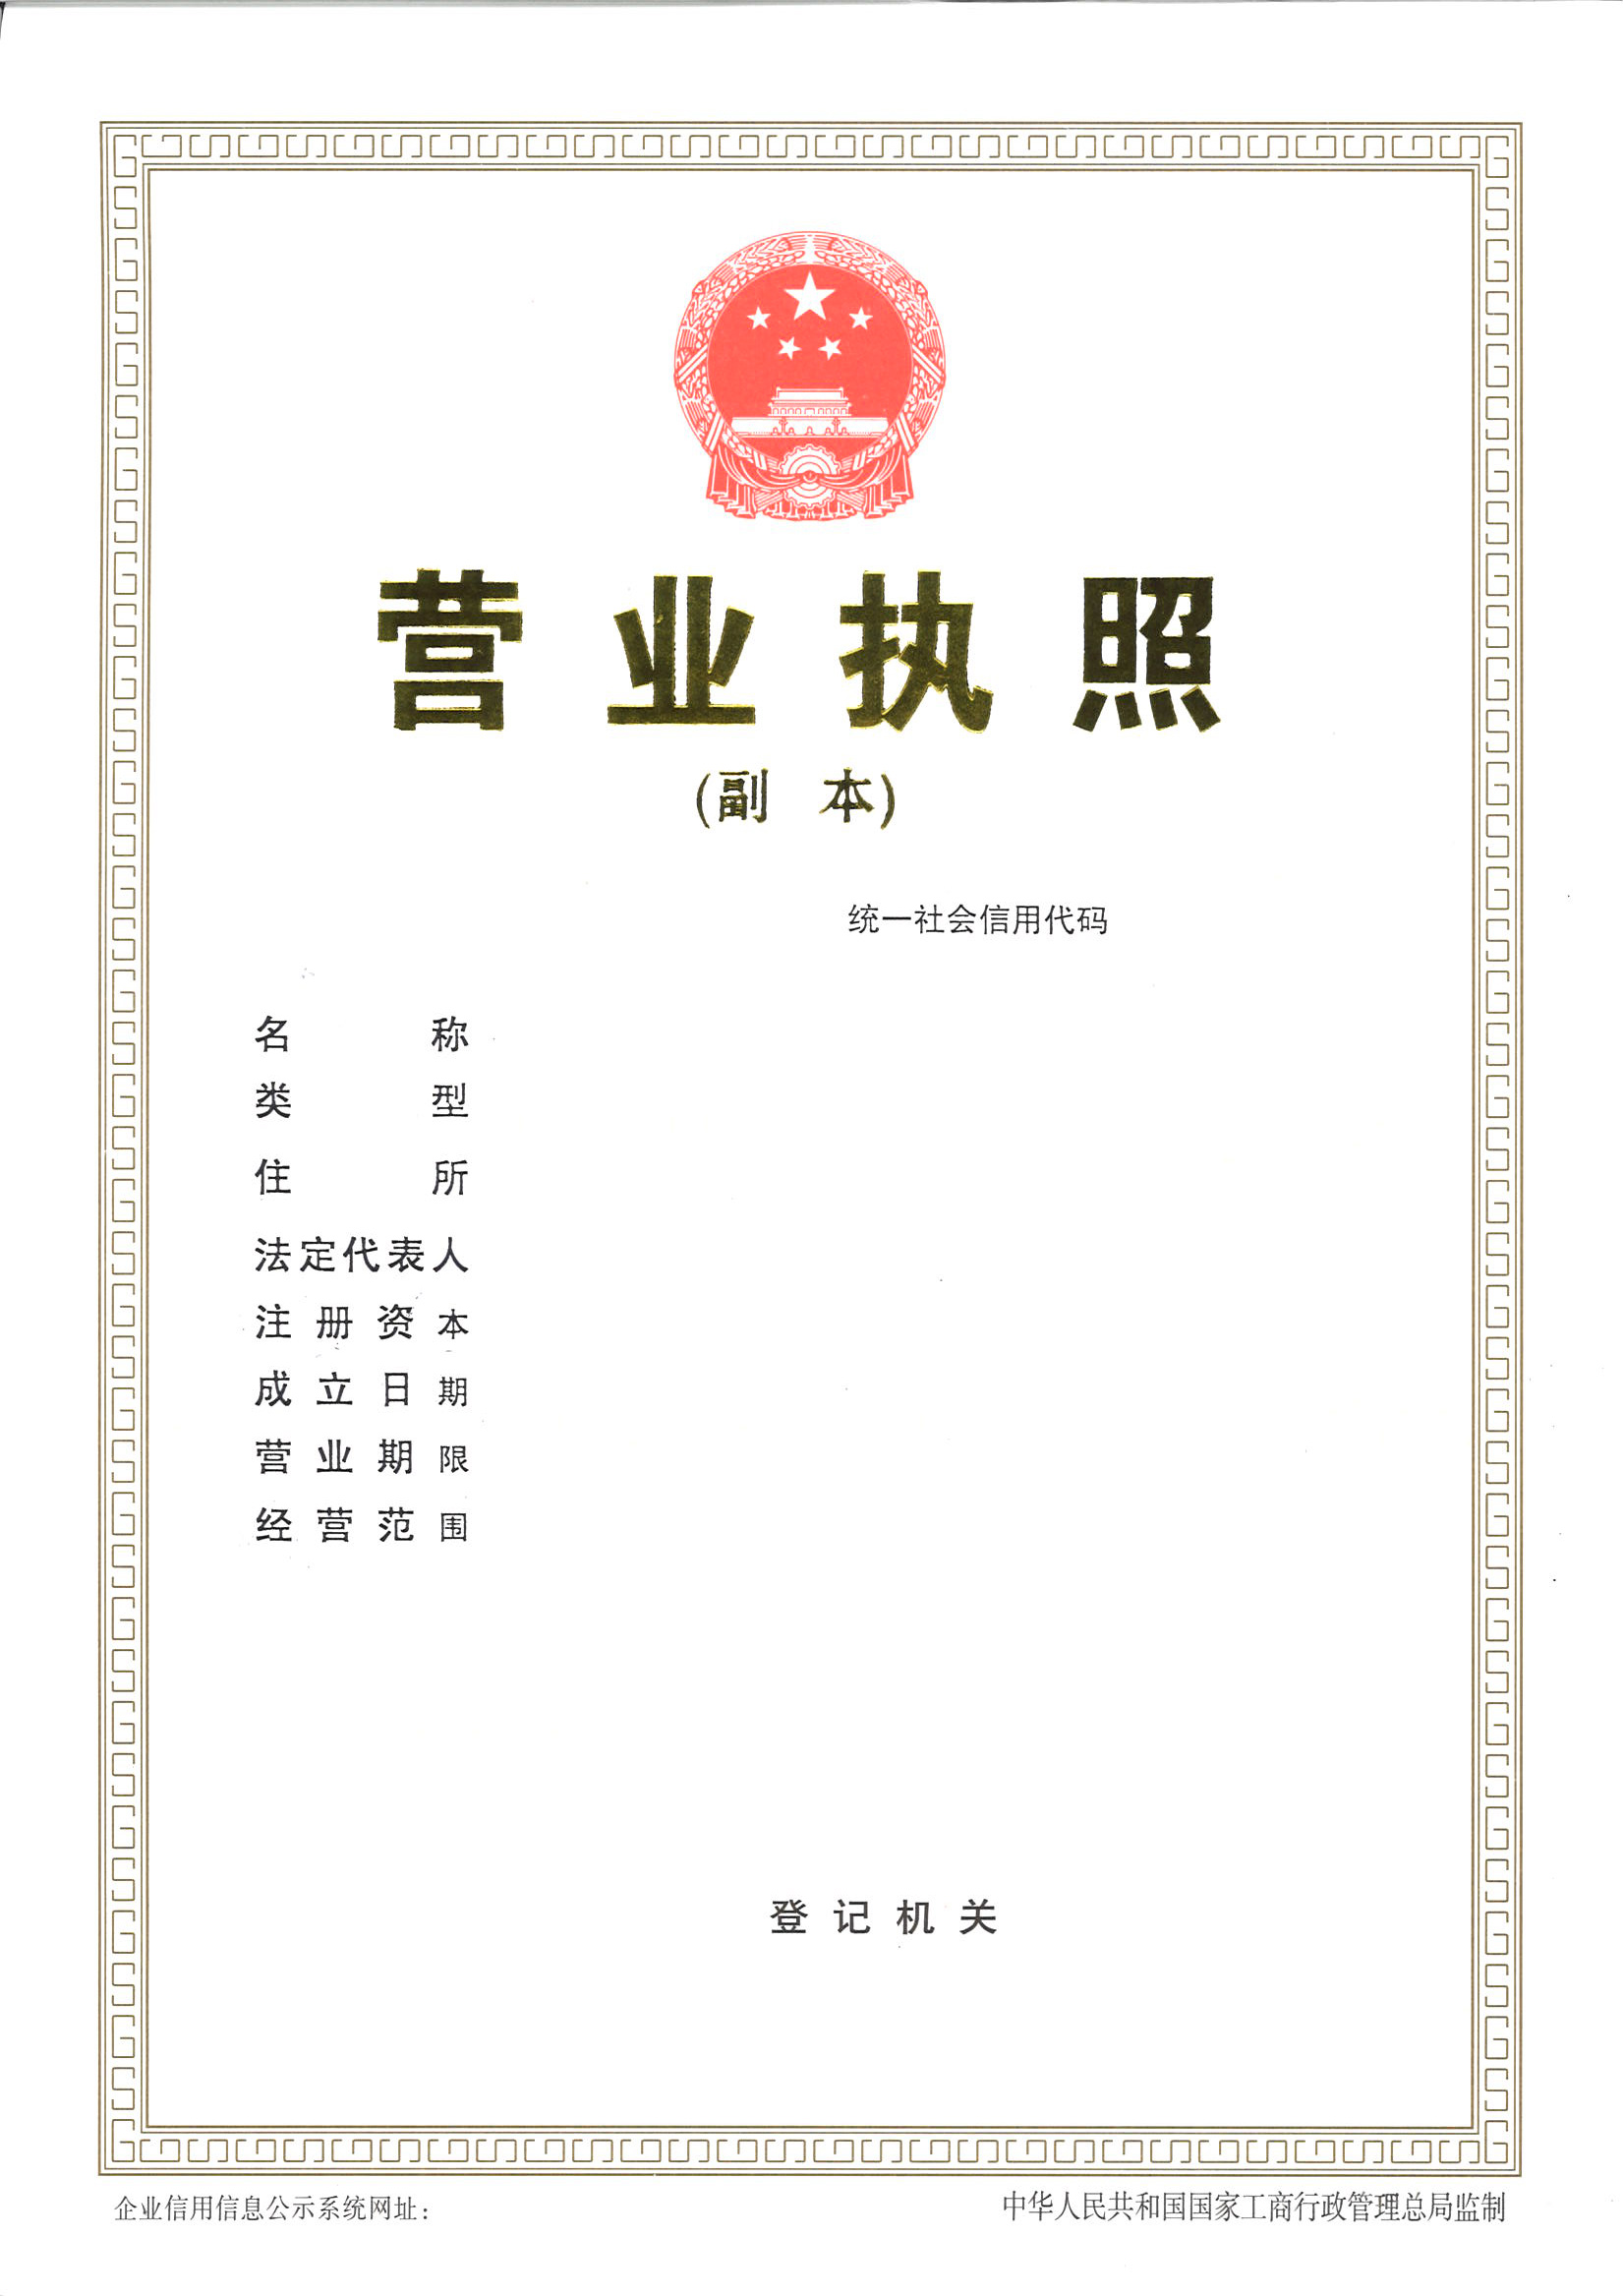 营业执照
(副 本)
统一社会信用代码
名 称
类 型
住 所
法定代表人
注册资本
成立日期
营业期限
经营范围
登记机关
企业信用信息公示系统网址：
中华人民共和国国家工商行政管理总局监制